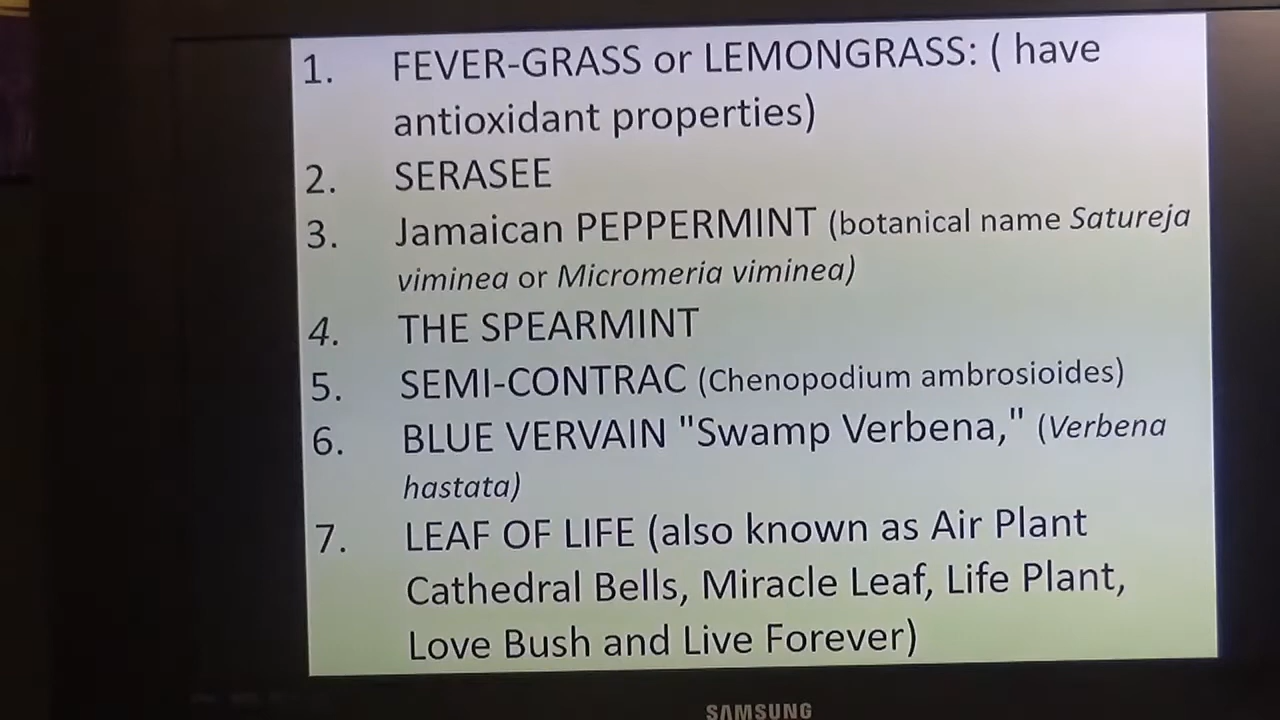 1. FEVER-GRASS or LEMONGRASS: ( have
antioxidant properties)
2. SERASEE
3. Jamaican PEPPERMINT (botanical name Satureja
viminea or Micromeria viminea)
4. THE SPEARMINT
5. SEMI-CONTRAC (Chenopodium ambrosioides)
6. BLUE VERVAIN "Swamp Verbena," (Verbena
hastata)
7. LEAF OF LIFE (also known as Air Plant
Cathedral Bells, Miracle Leaf, Life Plant,
Love Bush and Live Forever)
SAMSUNG